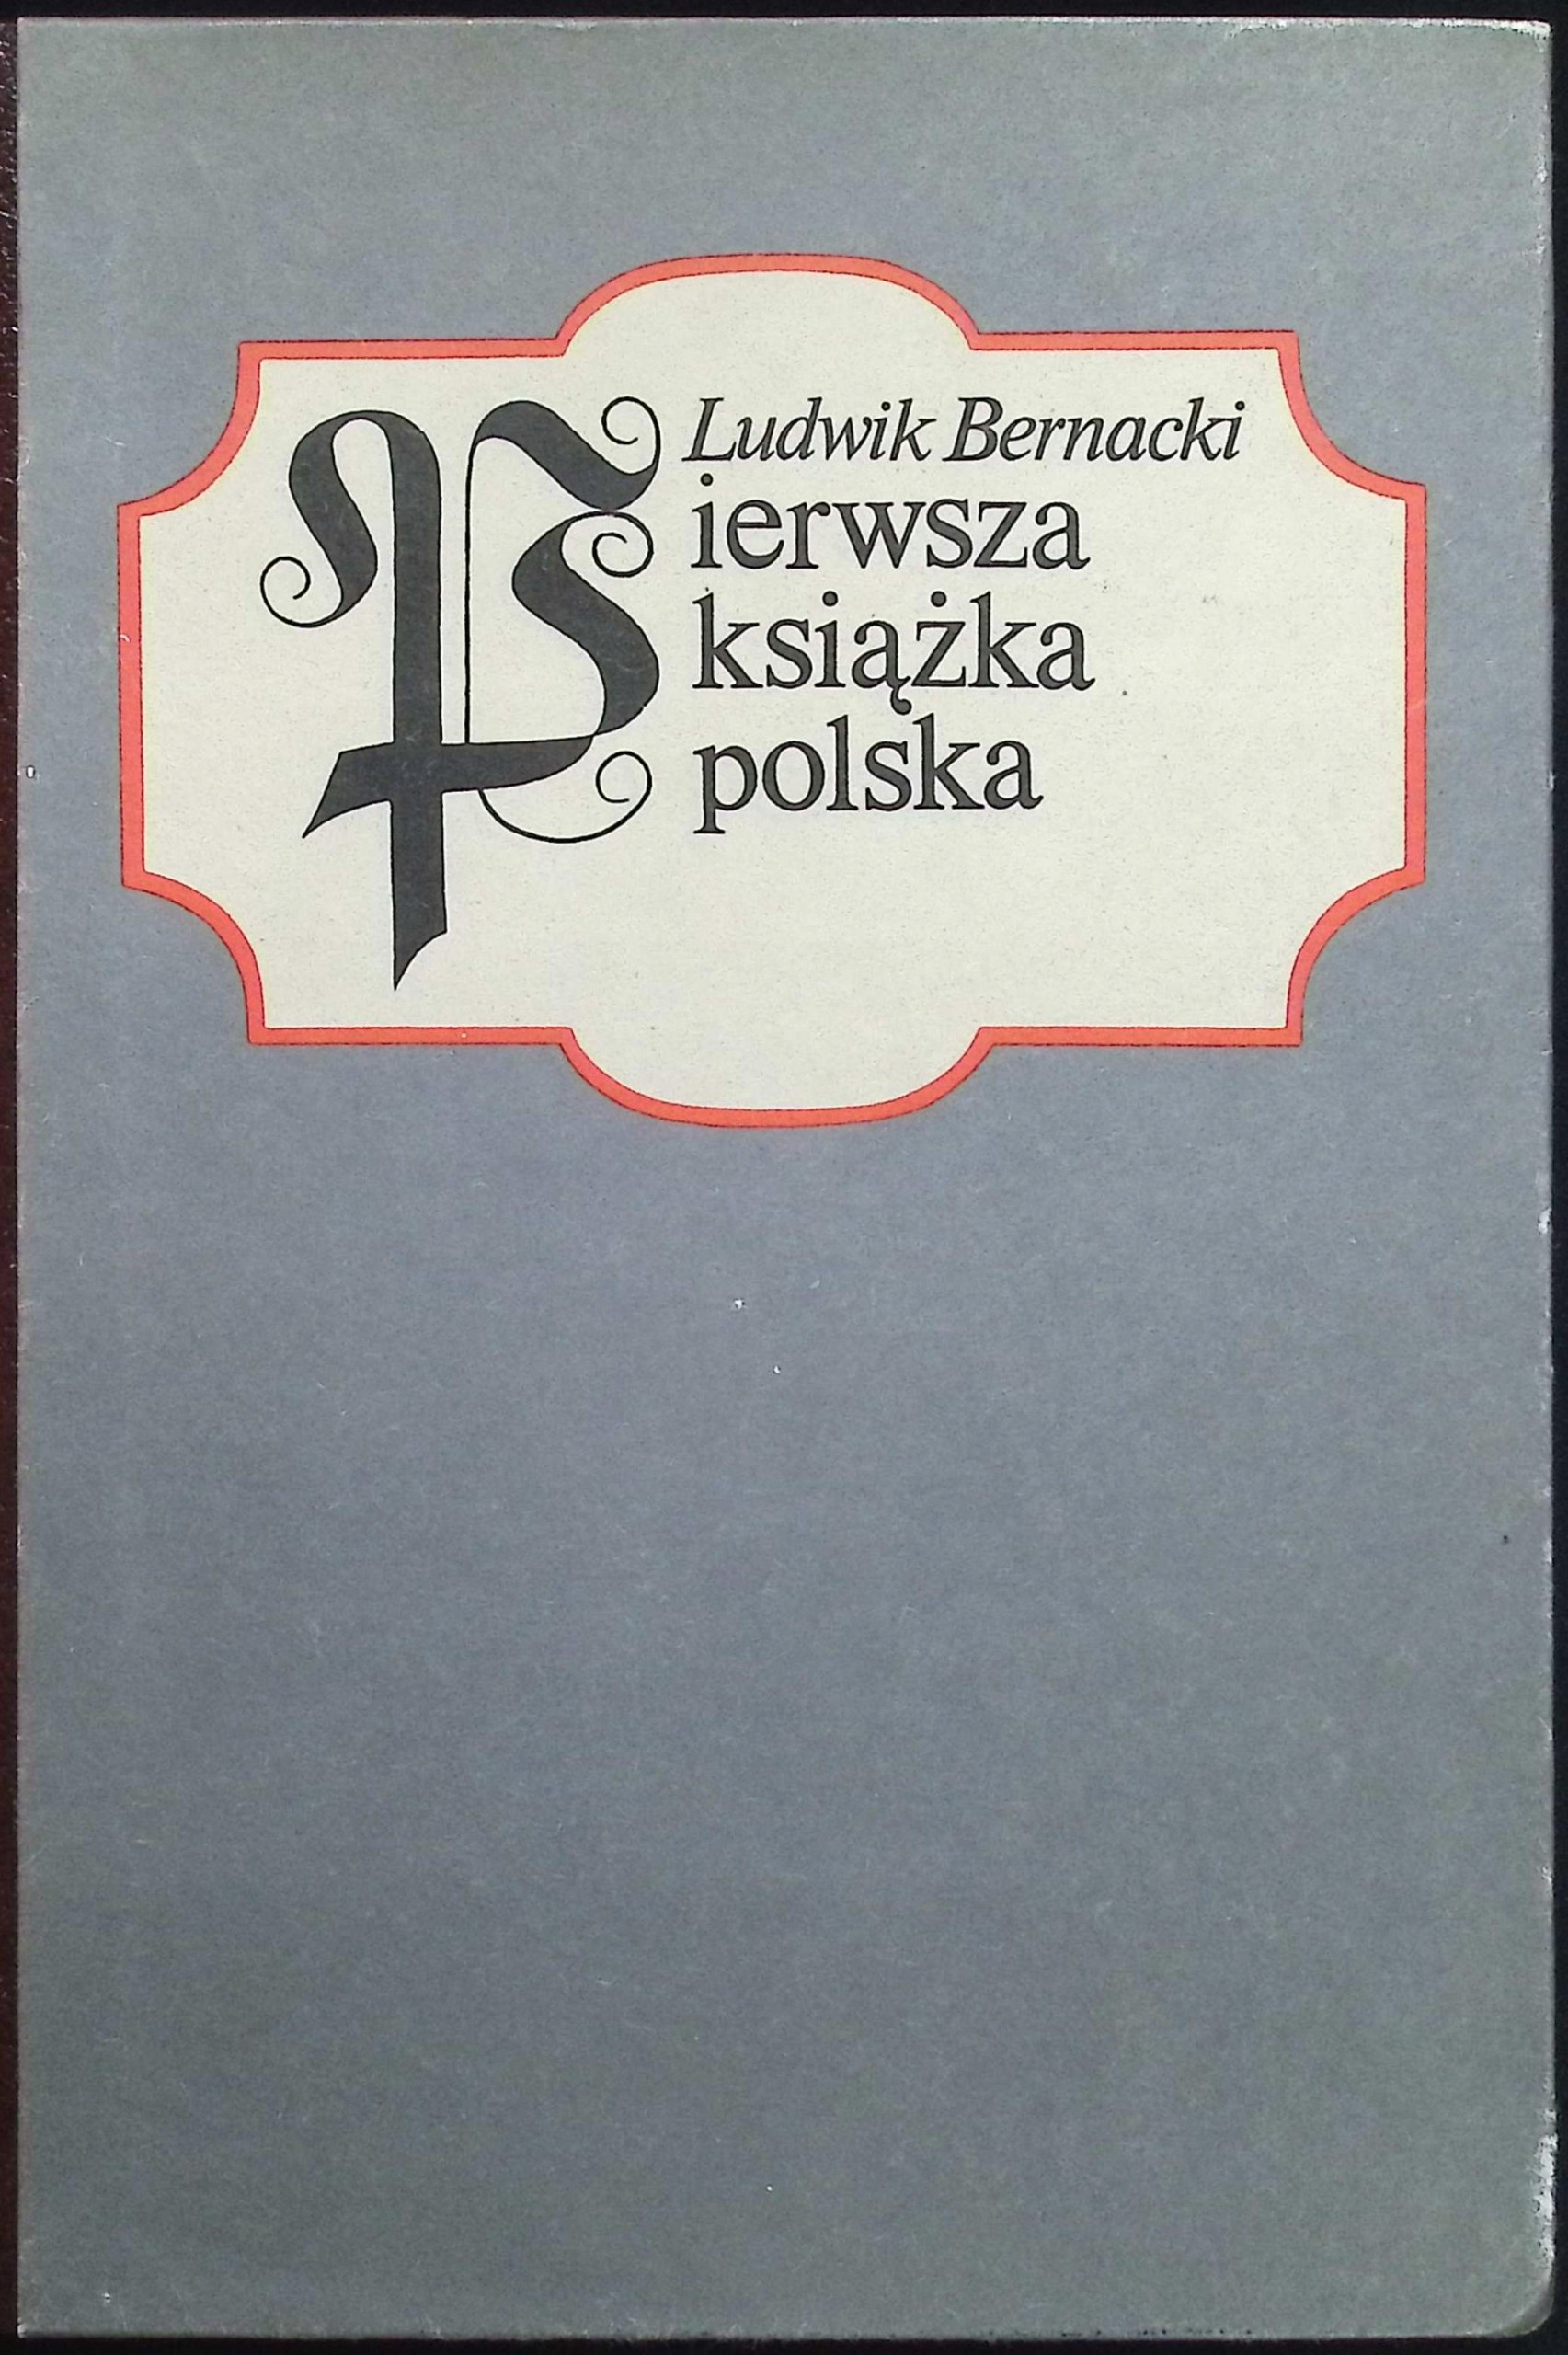 Ludwik Bernacki
Pierwsza
książka
polska